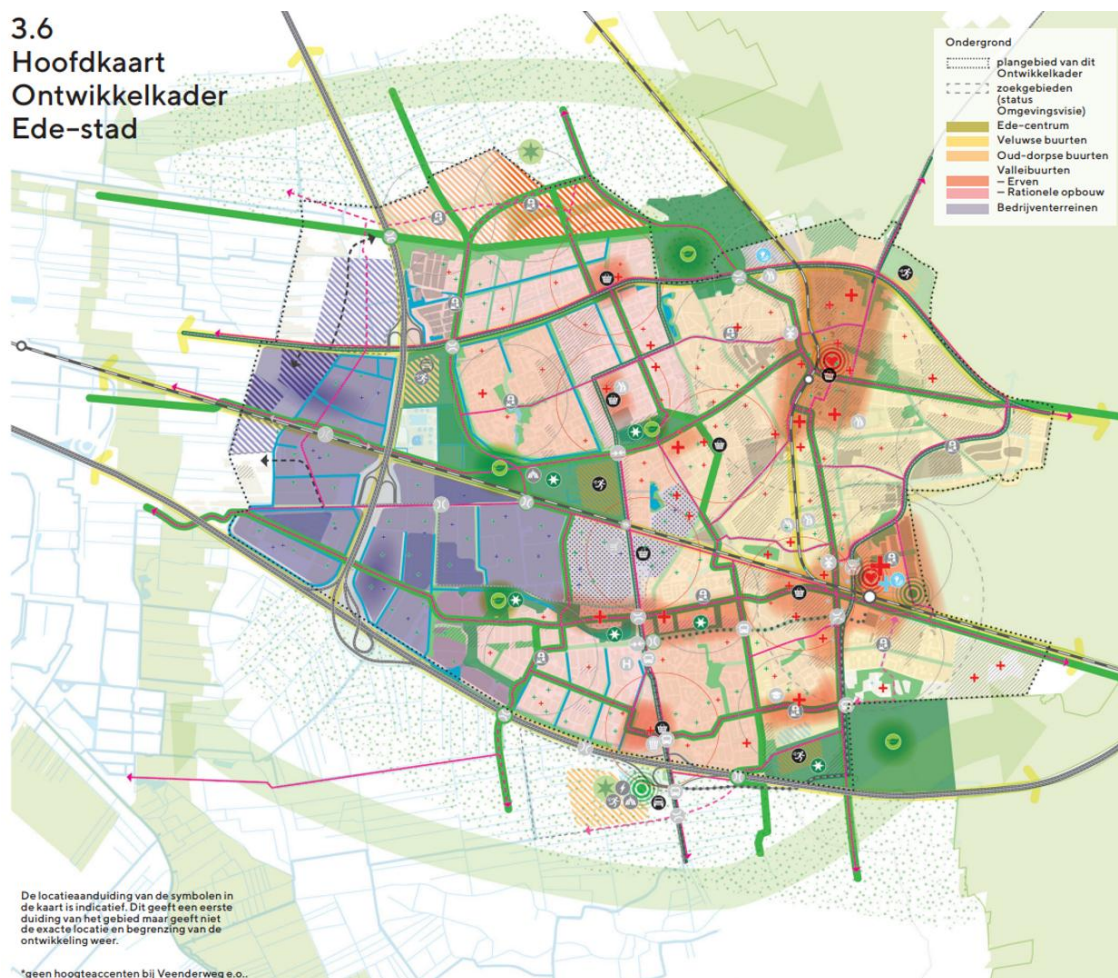 3.6
Hoofdkaart
Ontwikkelkader
Ede-stad
Ondergrond
plangebied van dit
Ontwikkelkader
zoekgebieden
(status
Omgevingsvisie)
Ede-centrum
Veluwse buurten
Oud-dorpse buurten
Valleibuurten
– Erven
– Rationele opbouw
Bedrijventerreinen
H
De locatieaanduiding van de symbolen in
de kaart is indicatief. Dit geeft een eerste
duiding van het gebied maar geeft niet
de exacte locatie en begrenzing van de
ontwikkeling weer.
*geen hoogteaccenten bij Veenderweg e.o..